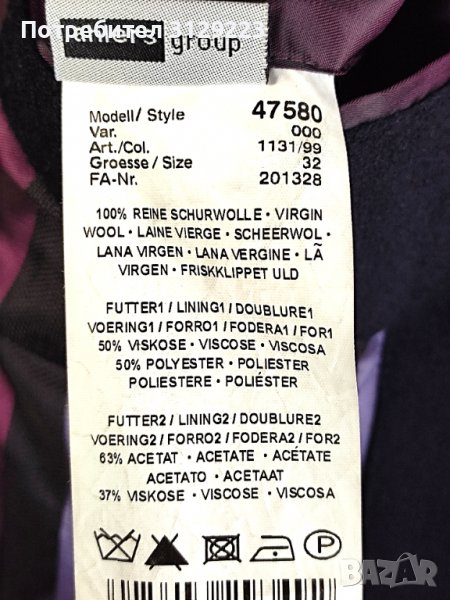 Потребител 3129223
group
Modell/ Style 47580
Var. 000
Art./Col. 1131/99
Groesse/ Size 32
FA-Nr. 201328
100% REINE SCHURWOLLE · VIRGIN
WOOL · LAINE VIERGE · SCHEERWOL ·
LANA VIRGEN · LANA VERGINE · LÃ
VIRGEN · FRISKKLIPPET ULD
FUTTER1 / LINING1 / DOUBLURE1
VOERING1 / FORRO1 / FODERA1 / FOR1
50% VISKOSE · VISCOSE · VISCOSA
50% POLYESTER · POLIESTER
POLIESTERE · POLIÉSTER
FUTTER2 / LINING2 / DOUBLURE2
VOERING2 / FORRO2 / FODERA2 / FOR2
63% ACETAT · ACETATE · ACÉTATE
ACETATO · ACETAAT
37% VISKOSE · VISCOSE · VISCOSA
P
bazar